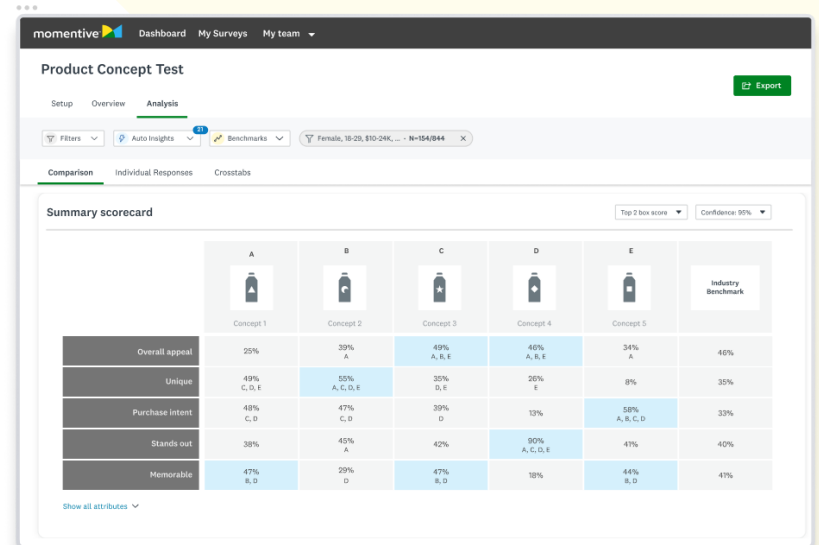 momentive
Dashboard My Surveys My team
Product Concept Test
Export
Setup Overview Analysis
Filters Auto Insights 21 Benchmarks Female, 18-29, $10-24K, ... - N=154/844 X
Comparison Individual Responses Crosstabs
Summary scorecard
Top 2 box score Confidence: 95%
A B C D E
Industry
Benchmark
Concept 1 Concept 2 Concept 3 Concept 4 Concept 5
Overall appeal 25% 39% 49% 46% 34% 46%
A A, B, E A, B, E A
Unique 49% 55% 35% 26% 8% 35%
C, D, E A, C, D, E D, E E
Purchase intent 48% 47% 39% 13% 58% 33%
C, D C, D D A, B, C, D
Stands out 38% 45% 42% 90% 41% 40%
A A, C, D, E
Memorable 47% 29% 47% 18% 44% 41%
B, D D B, D B, D
Show all attributes